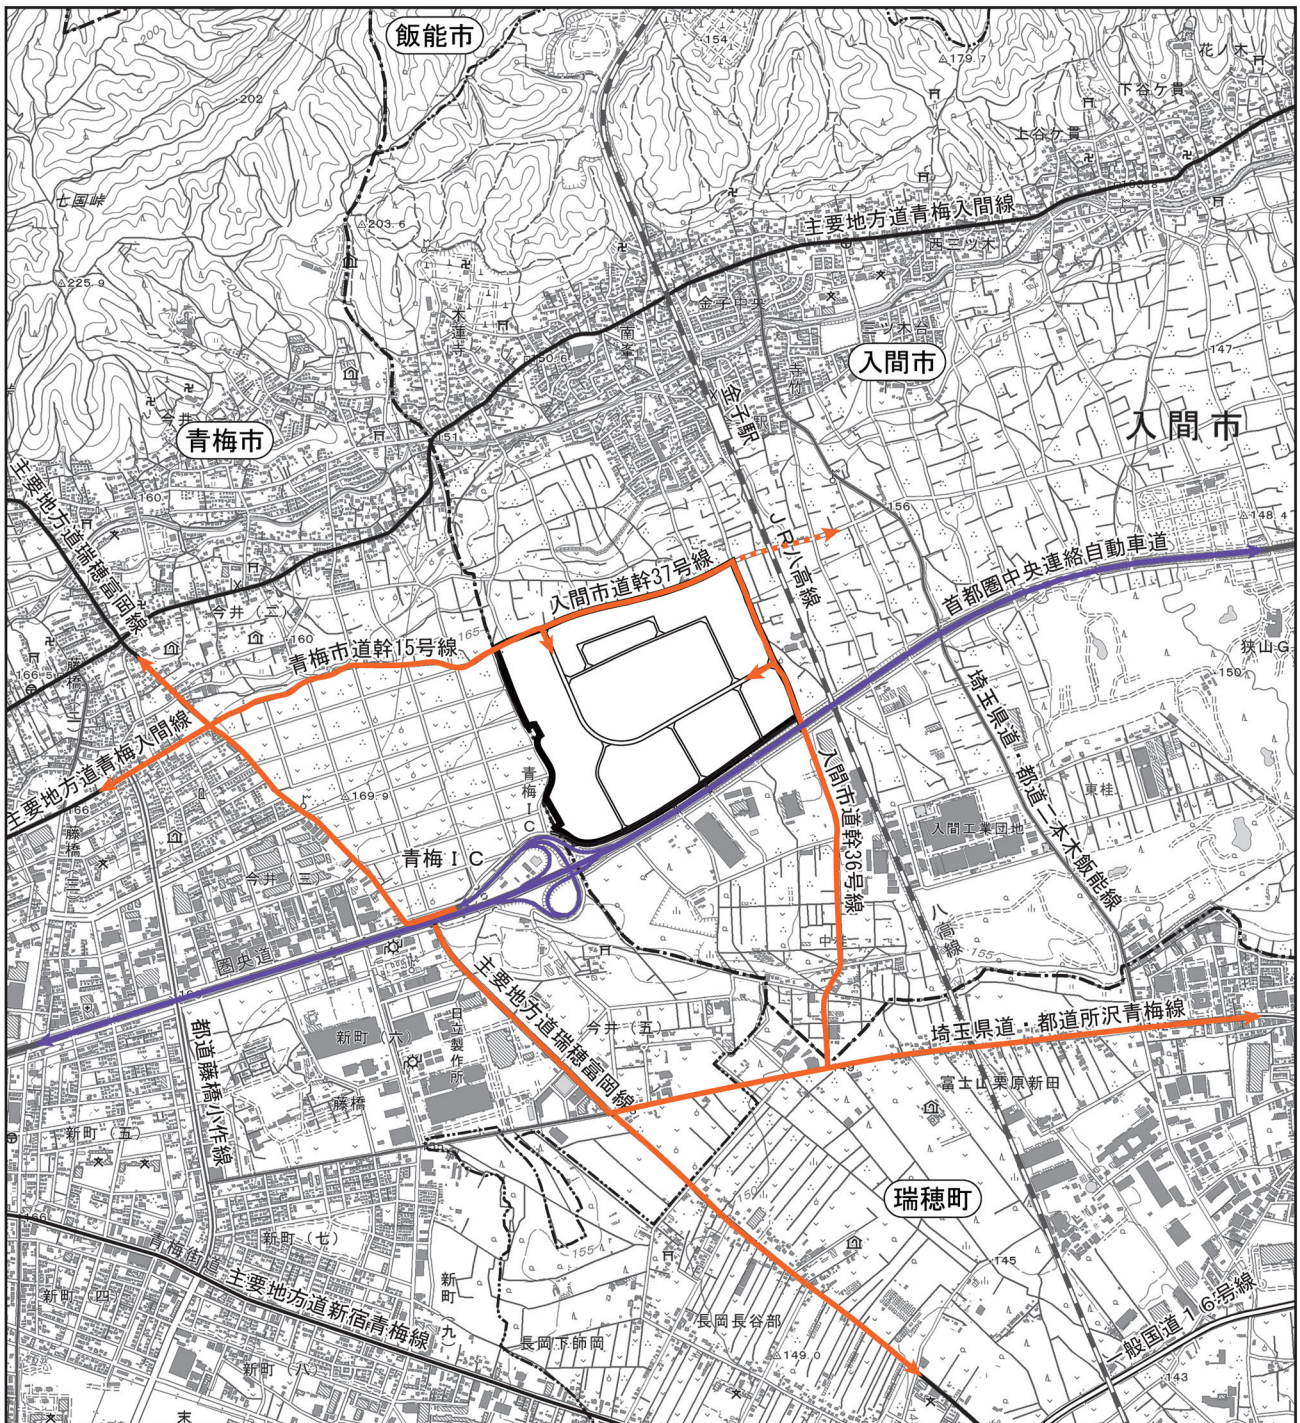 飯能市
154
△179.7
花ノ木
下谷ケ貫
上谷ケ貫
202
七国峠
△203.6
主要地方道青梅入間線
西三ツ木
△225.9
木蓮寺
金子中央
南峯
150.6
三ツ木台
145
147
入間市
寺竹
今井
青梅市
金子駅
入間市
151
主要地方道瑞穂富岡線
160
156
△148.4
JR八高線
首都圏中央連絡自動車道
入間市道幹37号線
今井(二)
160
165
青梅市道幹15号線
狭山G
166.5
150
埼玉県道・都道二本木飯能線
主要地方道青梅入間線
166
△169.9
青梅IC
入間市道幹36号線
東桂
藤橋(三)
入間工業団地
青梅IC
今井(三)
八高線
中桂
155
圏央道
主要地方道瑞穂富岡線
今井(五)
日立製作所
新町(六)
都道藤橋小作線
埼玉県道・都道所沢青梅線
149
富士山栗原新田
藤橋
新町(五)
瑞穂町
150
166
新町(七)
155
145
青梅街道
主要地方道新宿青梅線
新町(四)
新町(九)
長岡長谷部
一般国道16号線
長岡下師岡
△149.0
新町(八)
143
末